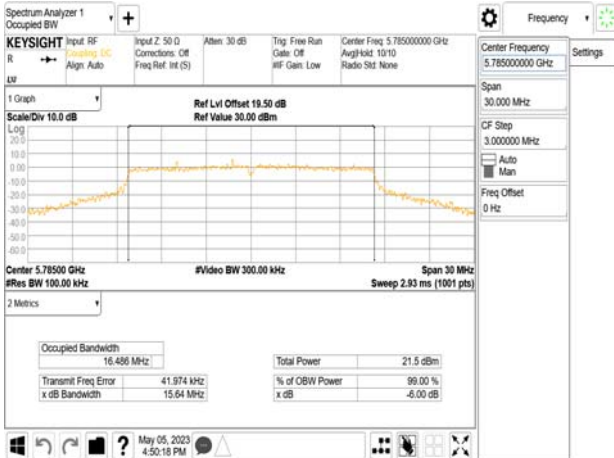 Spectrum Analyzer 1
Occupied BW
+
Frequency
KEYSIGHT
R
LXI
Input: RF
Coupling: DC
Align: Auto
Input Z: 50 Ω
Corrections: Off
Freq Ref: Int (S)
Atten: 30 dB
Trig: Free Run
Gate: Off
#IF Gain: Low
Center Freq: 5.785000000 GHz
Avg|Hold: 10/10
Radio Std: None
Center Frequency
5.785000000 GHz
Settings
Span
30.000 MHz
CF Step
3.000000 MHz
Auto
Man
Freq Offset
0 Hz
1 Graph
Scale/Div 10.0 dB
Ref Lvl Offset 19.50 dB
Ref Value 30.00 dBm
Log
20.0
10.0
0.00
-10.0
-20.0
-30.0
-40.0
-50.0
-60.0
Center 5.78500 GHz
#Res BW 100.00 kHz
#Video BW 300.00 kHz
Span 30 MHz
Sweep 2.93 ms (1001 pts)
2 Metrics
Occupied Bandwidth
16.486 MHz
Total Power 21.5 dBm
Transmit Freq Error 41.974 kHz
% of OBW Power 99.00 %
x dB Bandwidth 15.64 MHz
x dB -6.00 dB
?
May 05, 2023
4:50:18 PM